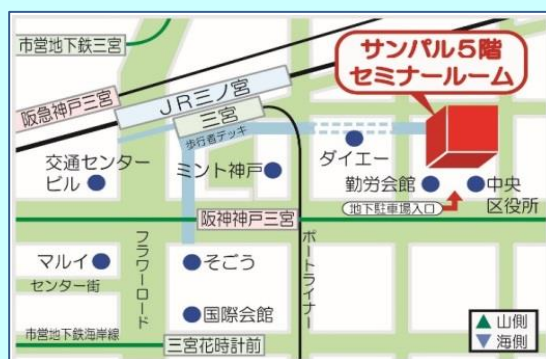 市営地下鉄三宮
サンパル5階
セミナールーム
阪急神戸三宮
JR三ノ宮
三宮
歩行者デッキ
交通センター
ビル
ミント神戸
ダイエー
勤労会館
中央
区役所
地下駐車場入口
阪神神戸三宮
マルイ
センター街
フラワーロード
そごう
ポートライナー
国際会館
市営地下鉄海岸線
三宮花時計前
▲山側
▼海側